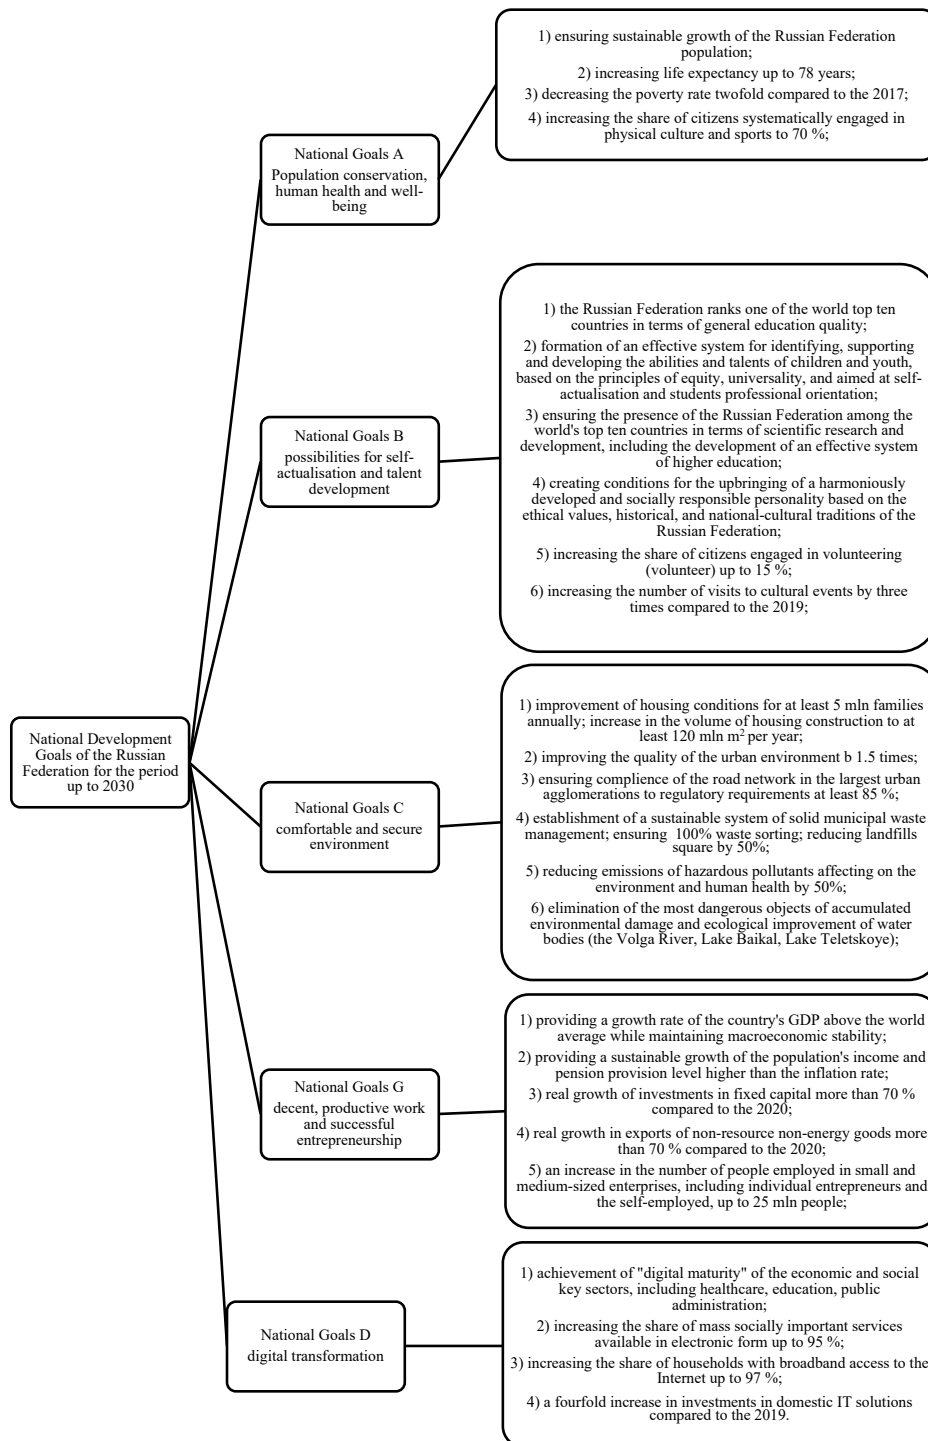 National Development
Goals of the Russian
Federation for the period
up to 2030
National Goals A
Population conservation,
human health and well-
being
1) ensuring sustainable growth of the Russian Federation
population;
2) increasing life expectancy up to 78 years;
3) decreasing the poverty rate twofold compared to the 2017;
4) increasing the share of citizens systematically engaged in
physical culture and sports to 70 %;
National Goals B
possibilities for self-
actualisation and talent
development
1) the Russian Federation ranks one of the world top ten
countries in terms of general education quality;
2) formation of an effective system for identifying, supporting
and developing the abilities and talents of children and youth,
based on the principles of equity, universality, and aimed at self-
actualisation and students professional orientation;
3) ensuring the presence of the Russian Federation among the
world's top ten countries in terms of scientific research and
development, including the development of an effective system
of higher education;
4) creating conditions for the upbringing of a harmoniously
developed and socially responsible personality based on the
ethical values, historical, and national-cultural traditions of the
Russian Federation;
5) increasing the share of citizens engaged in volunteering
(volunteer) up to 15 %;
6) increasing the number of visits to cultural events by three
times compared to the 2019;
National Goals C
comfortable and secure
environment
1) improvement of housing conditions for at least 5 mln families
annually; increase in the volume of housing construction to at
least 120 mln m² per year;
2) improving the quality of the urban environment b 1.5 times;
3) ensuring complience of the road network in the largest urban
agglomerations to regulatory requirements at least 85 %;
4) establishment of a sustainable system of solid municipal waste
management; ensuring 100% waste sorting; reducing landfills
square by 50%;
5) reducing emissions of hazardous pollutants affecting on the
environment and human health by 50%;
6) elimination of the most dangerous objects of accumulated
environmental damage and ecological improvement of water
bodies (the Volga River, Lake Baikal, Lake Teletskoye);
National Goals G
decent, productive work
and successful
entrepreneurship
1) providing a growth rate of the country's GDP above the world
average while maintaining macroeconomic stability;
2) providing a sustainable growth of the population's income and
pension provision level higher than the inflation rate;
3) real growth of investments in fixed capital more than 70 %
compared to the 2020;
4) real growth in exports of non-resource non-energy goods more
than 70 % compared to the 2020;
5) an increase in the number of people employed in small and
medium-sized enterprises, including individual entrepreneurs and
the self-employed, up to 25 mln people;
National Goals D
digital transformation
1) achievement of "digital maturity" of the economic and social
key sectors, including healthcare, education, public
administration;
2) increasing the share of mass socially important services
available in electronic form up to 95 %;
3) increasing the share of households with broadband access to the
Internet up to 97 %;
4) a fourfold increase in investments in domestic IT solutions
compared to the 2019.